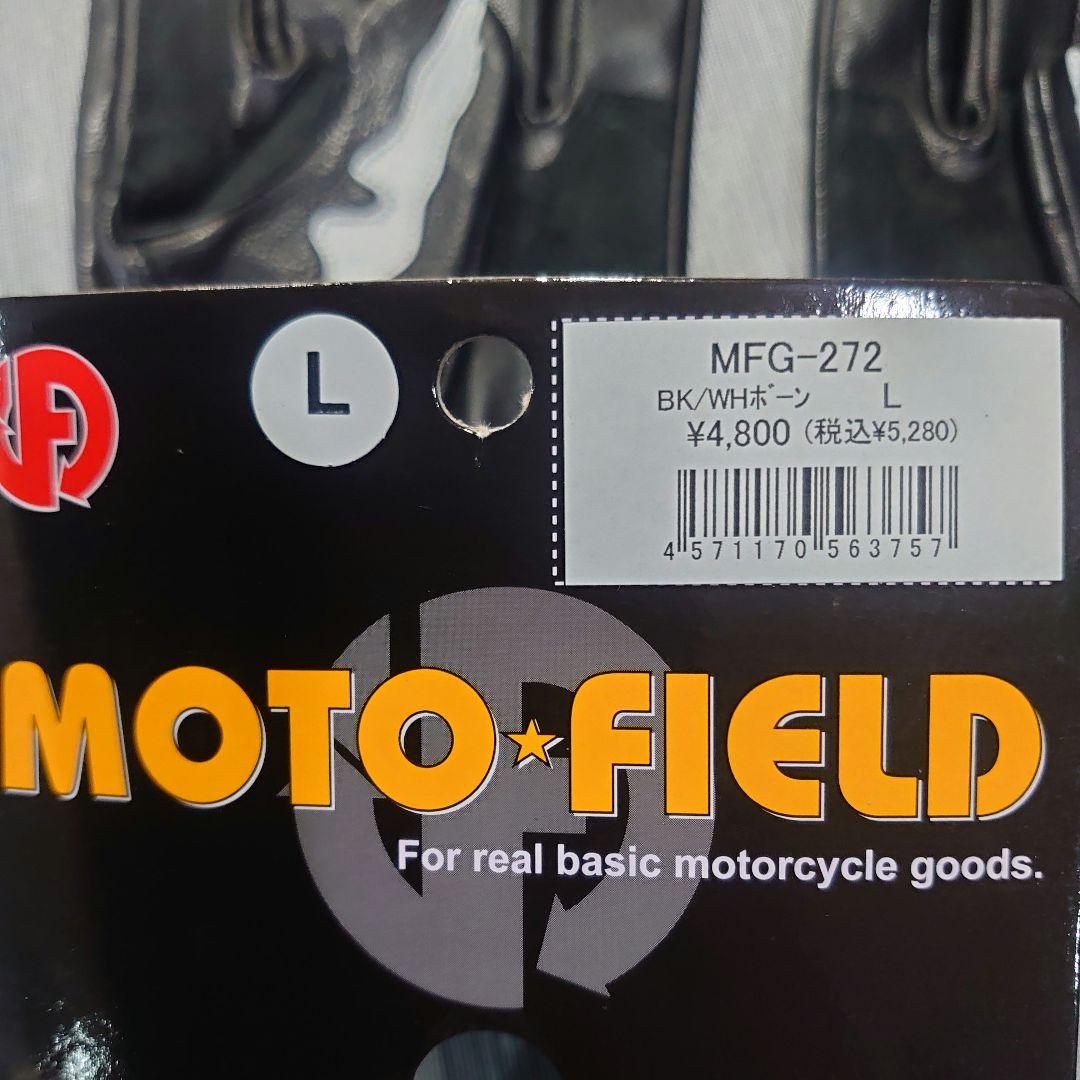 L
MFG-272
BK/WHボーン L
¥4,800 (税込¥5,280)
4 571170 563757
MOTO★FIELD
For real basic motorcycle goods.